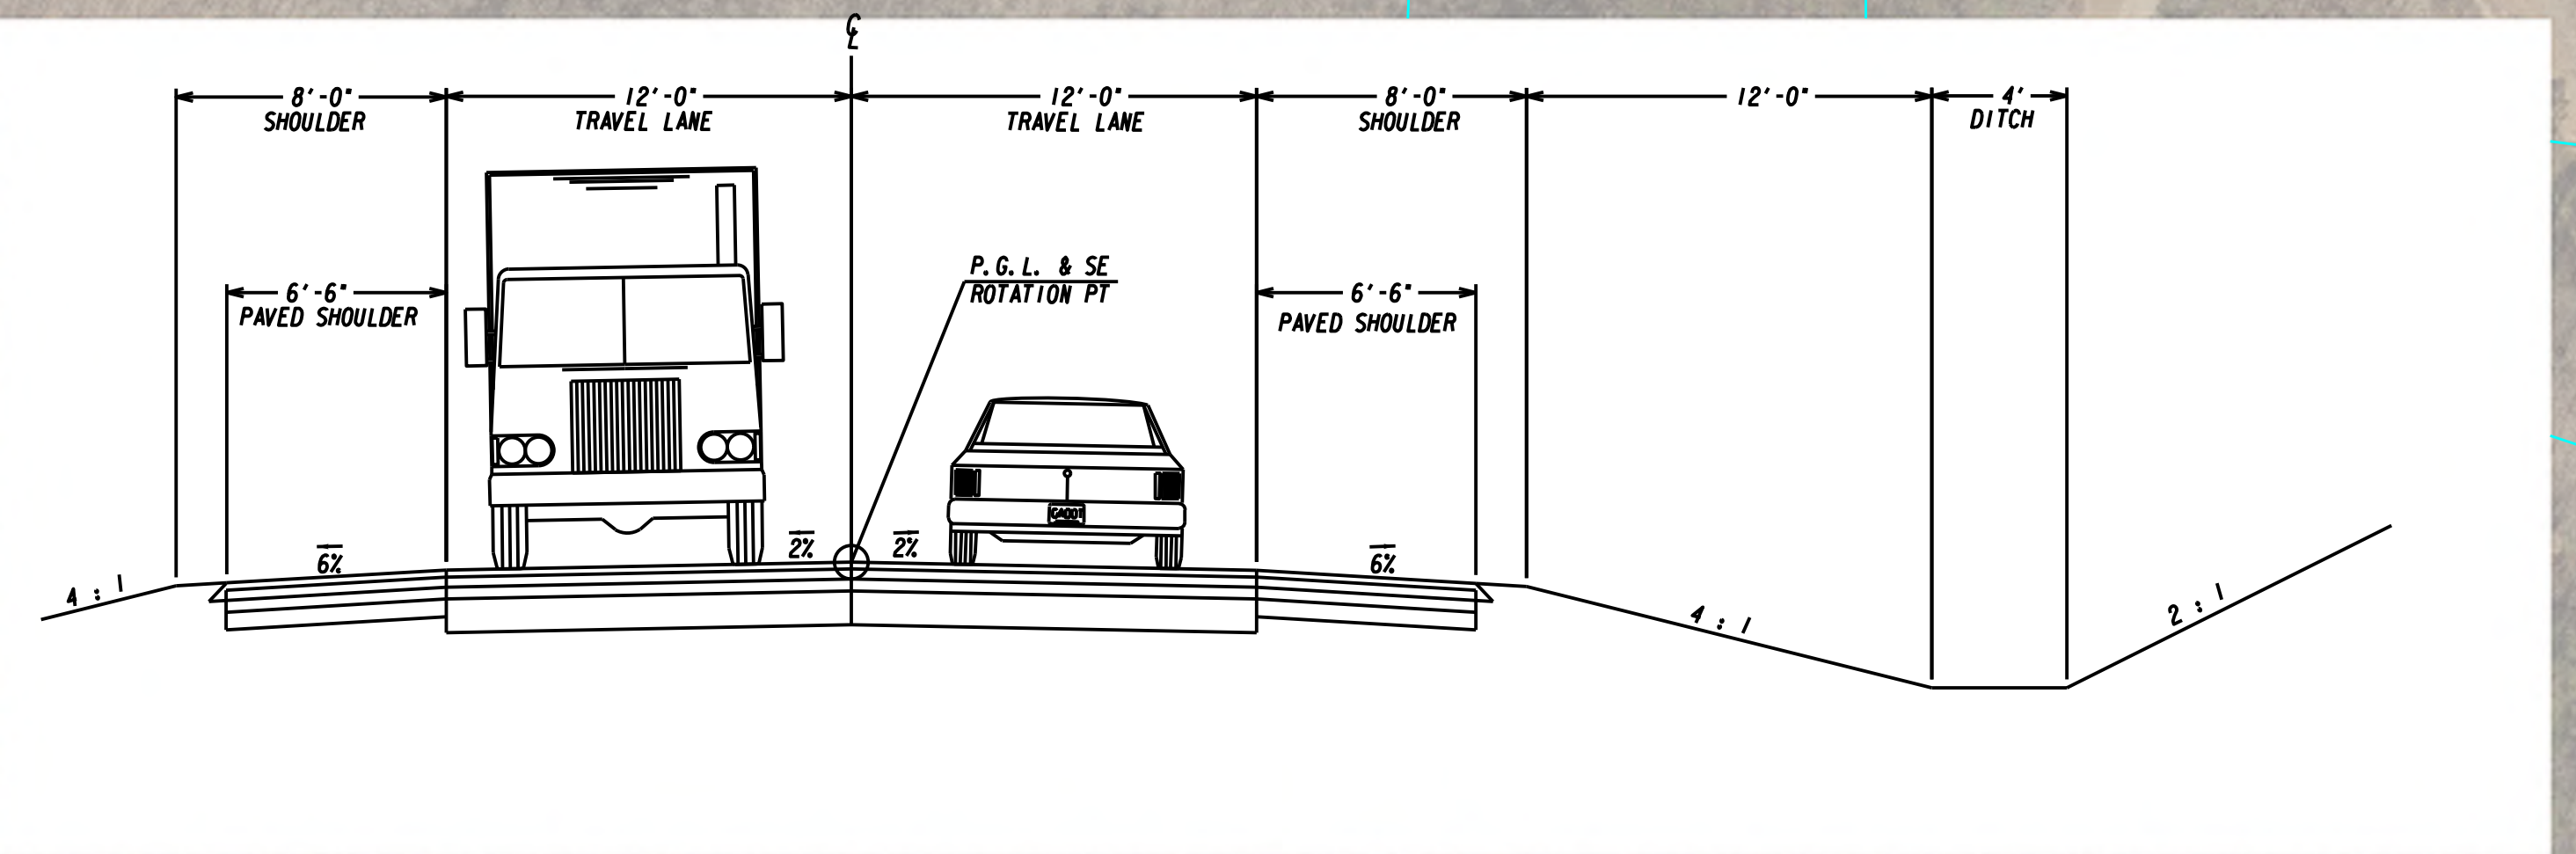 ℄
8'-0" 12'-0" 12'-0" 8'-0" 12'-0" 4'
SHOULDER TRAVEL LANE TRAVEL LANE SHOULDER DITCH
P.G.L. & SE
ROTATION PT
6'-6" 6'-6"
PAVED SHOULDER PAVED SHOULDER
GADOT
6% 2% 2% 6%
4 : 1 4 : 1 2 : 1